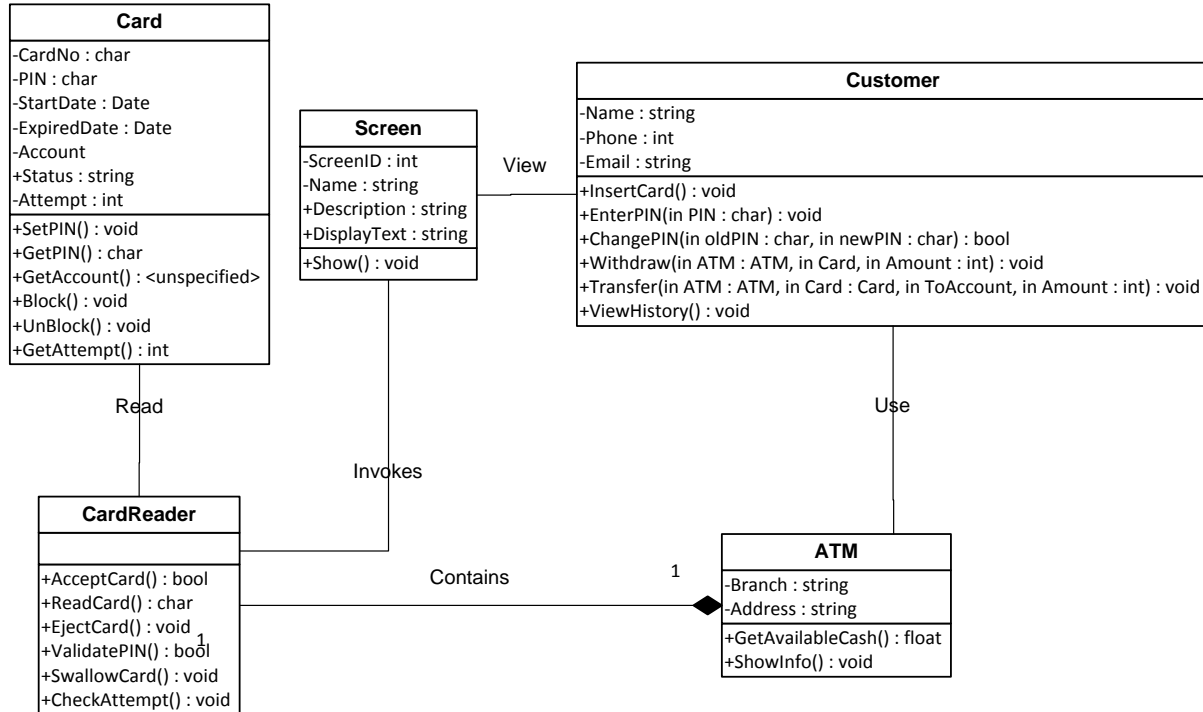 Card
-CardNo : char
-PIN : char
-StartDate : Date
-ExpiredDate : Date
-Account
+Status : string
-Attempt : int
+SetPIN() : void
+GetPIN() : char
+GetAccount() : <unspecified>
+Block() : void
+UnBlock() : void
+GetAttempt() : int
Screen
-ScreenID : int
-Name : string
+Description : string
+DisplayText : string
+Show() : void
View
Customer
-Name : string
-Phone : int
-Email : string
+InsertCard() : void
+EnterPIN(in PIN : char) : void
+ChangePIN(in oldPIN : char, in newPIN : char) : bool
+Withdraw(in ATM : ATM, in Card, in Amount : int) : void
+Transfer(in ATM : ATM, in Card : Card, in ToAccount, in Amount : int) : void
+ViewHistory() : void
Read
Invokes
Use
CardReader
+AcceptCard() : bool
+ReadCard() : char
+EjectCard() : void
1
+ValidatePIN() : bool
+SwallowCard() : void
+CheckAttempt() : void
Contains
1
ATM
-Branch : string
-Address : string
+GetAvailableCash() : float
+ShowInfo() : void